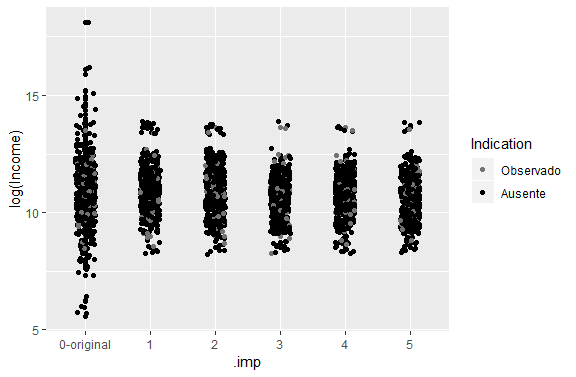 log(Income)
15
10
5
0-original 1 2 3 4 5
.imp
Indication
Observado
Ausente